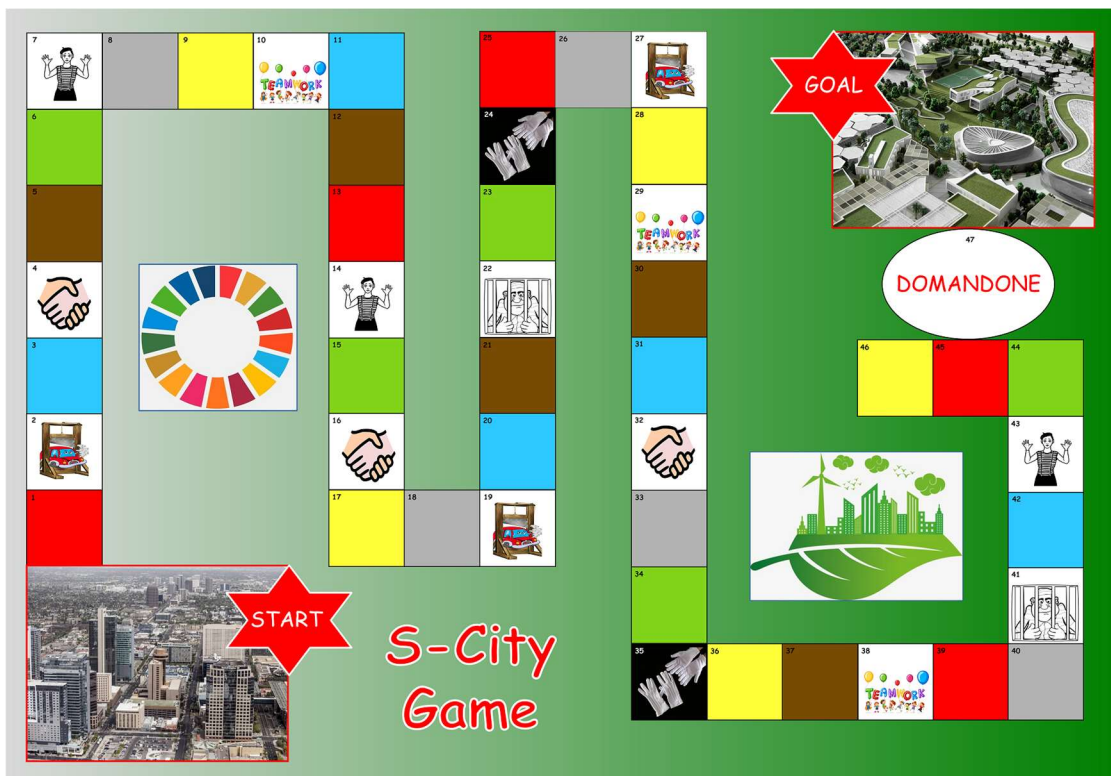 7 8 9 10 11 25 26 27
TEAMWORK
GOAL
6 12 24 28
5 13 23 29
TEAMWORK
47
DOMANDONE
4 14 22 30
3 15 21 31 46 45 44
2 16 20 32 43
1 17 18 19 33 42
34 41
START
S-City
Game
35 36 37 38 39 40
TEAMWORK